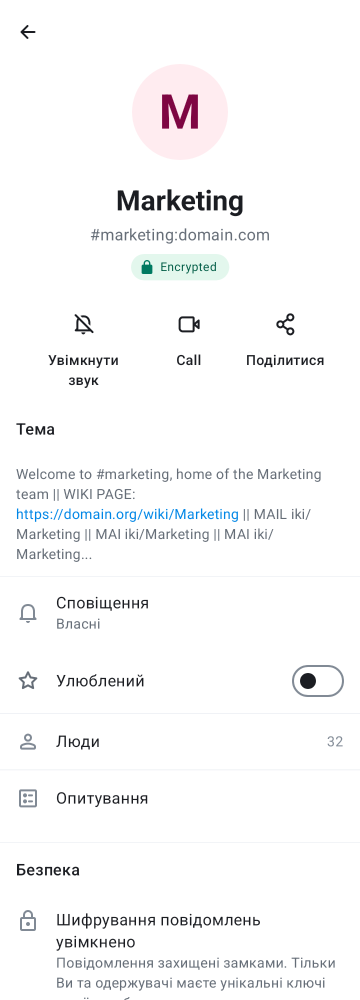 M
Marketing
#marketing:domain.com
Encrypted
Увімкнути
звук
Call
Поділитися
Тема
Welcome to #marketing, home of the Marketing
team || WIKI PAGE:
https://domain.org/wiki/Marketing || MAIL iki/
Marketing || MAI iki/Marketing || MAI iki/
Marketing...
Сповіщення
Власні
Улюблений
Люди
32
Опитування
Безпека
Шифрування повідомлень
увімкнено
Повідомлення захищені замками. Тільки
Ви та одержувачі маєте унікальні ключі